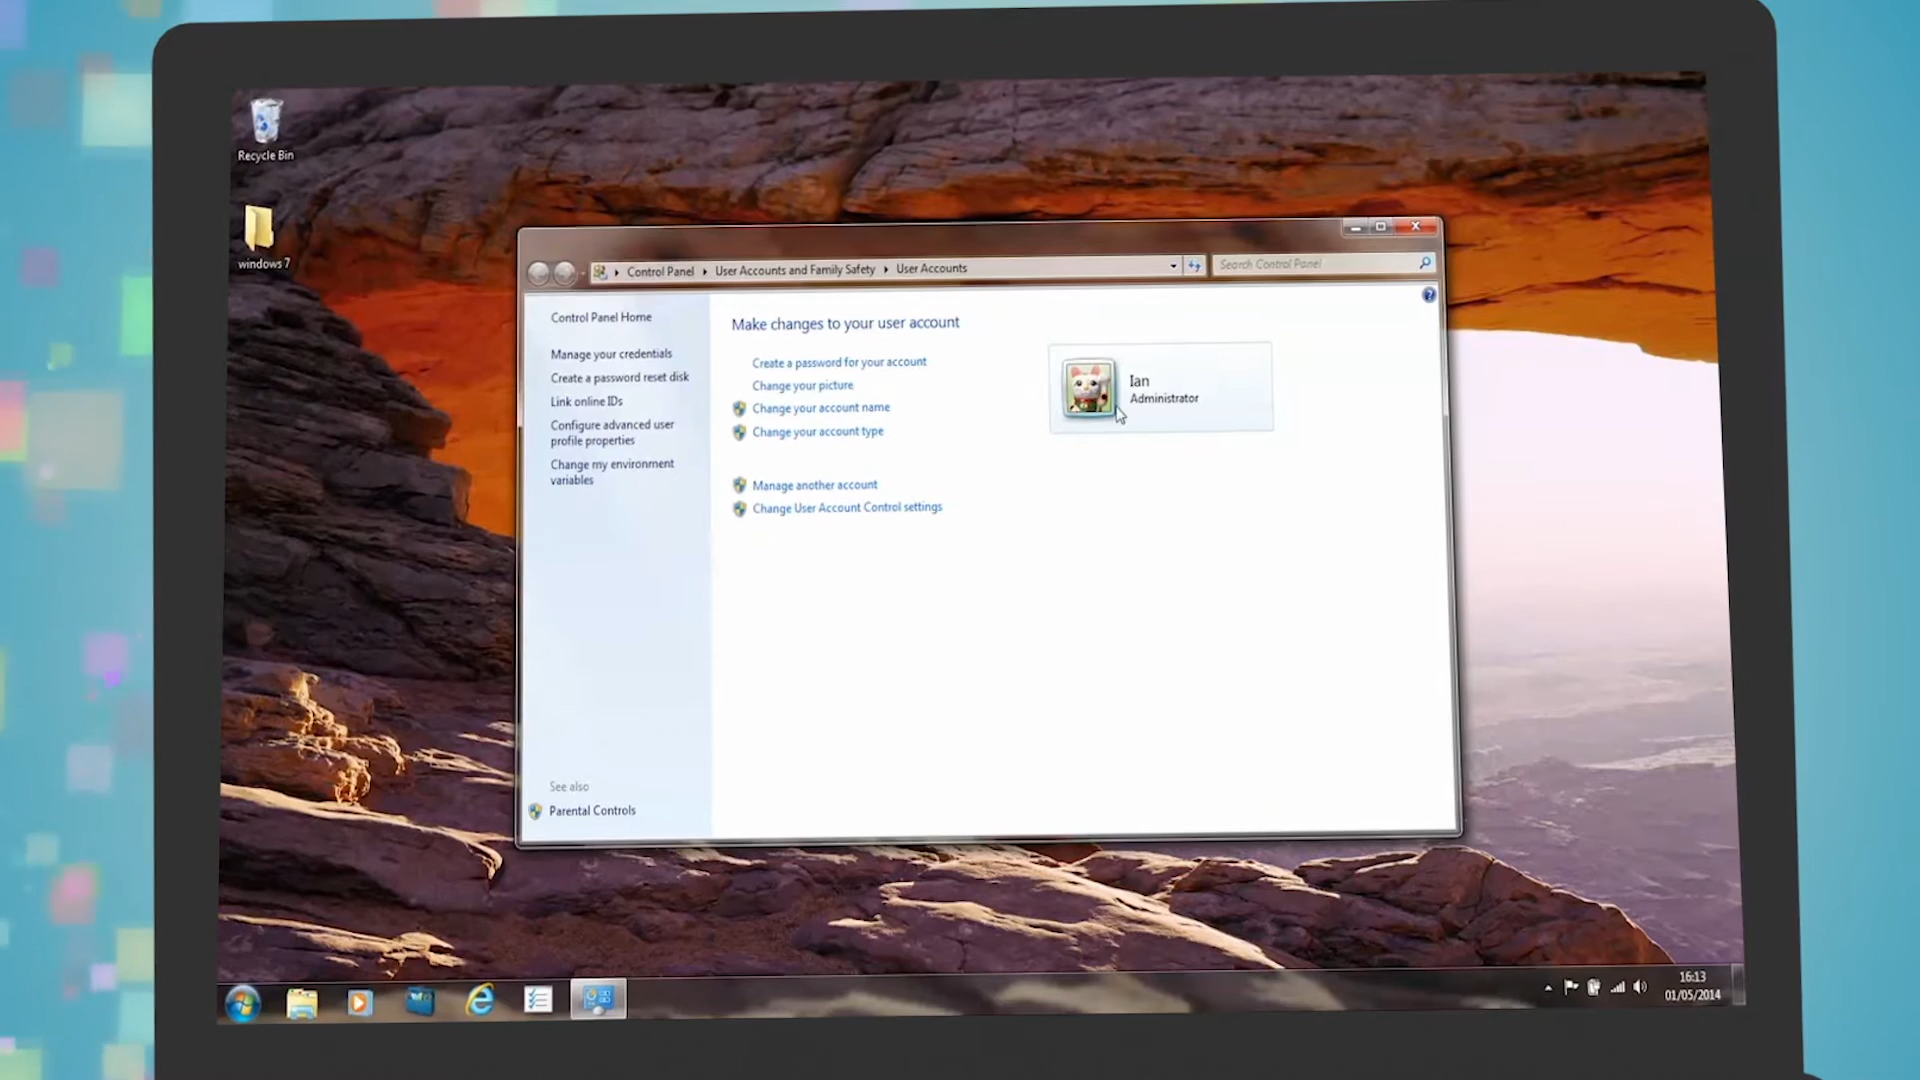 Recycle Bin
windows 7
Control Panel
User Accounts and Family Safety
User Accounts
Search Control Panel
Control Panel Home
Manage your credentials
Create a password reset disk
Link online IDs
Configure advanced user
profile properties
Change my environment
variables
See also
Parental Controls
Make changes to your user account
Create a password for your account
Change your picture
Change your account name
Change your account type
Manage another account
Change User Account Control settings
Ian
Administrator
16:13
01/05/2014